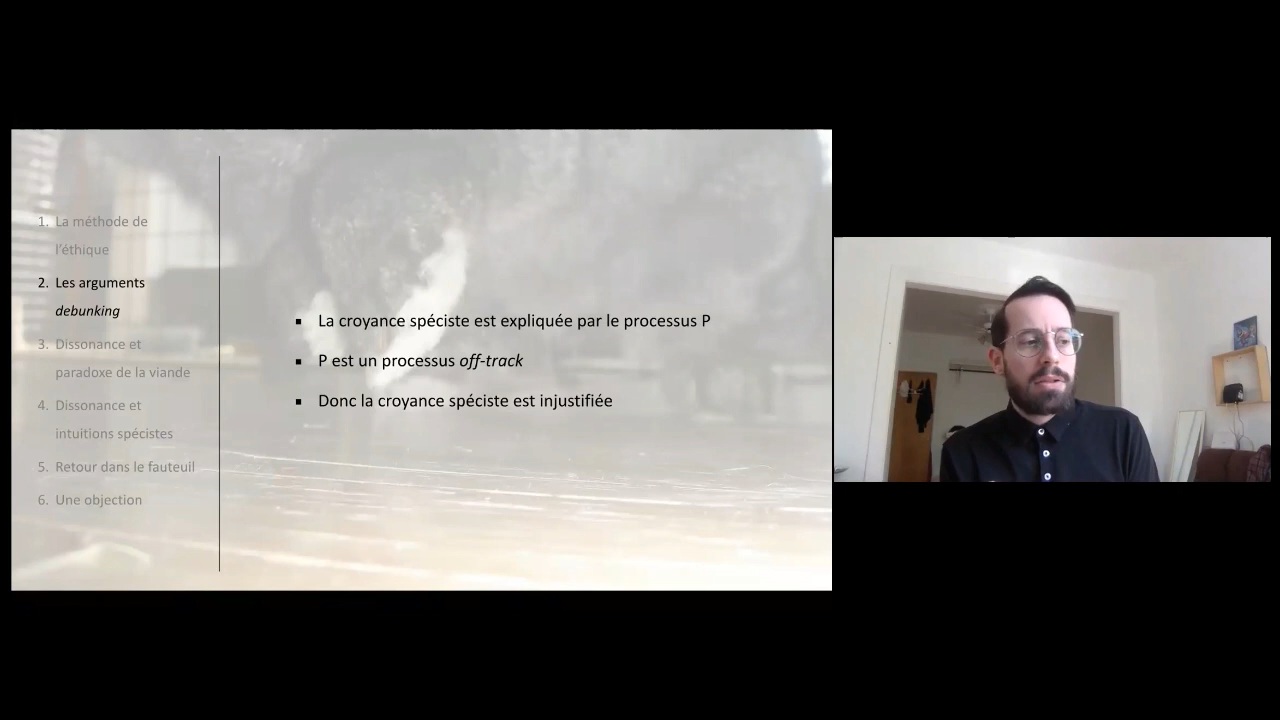 1. La méthode de
l'éthique
2. Les arguments
debunking
3. Dissonance et
paradoxe de la viande
4. Dissonance et
intuitions spécistes
5. Retour dans le fauteuil
6. Une objection
▪ La croyance spéciste est expliquée par le processus P
▪ P est un processus off-track
▪ Donc la croyance spéciste est injustifiée